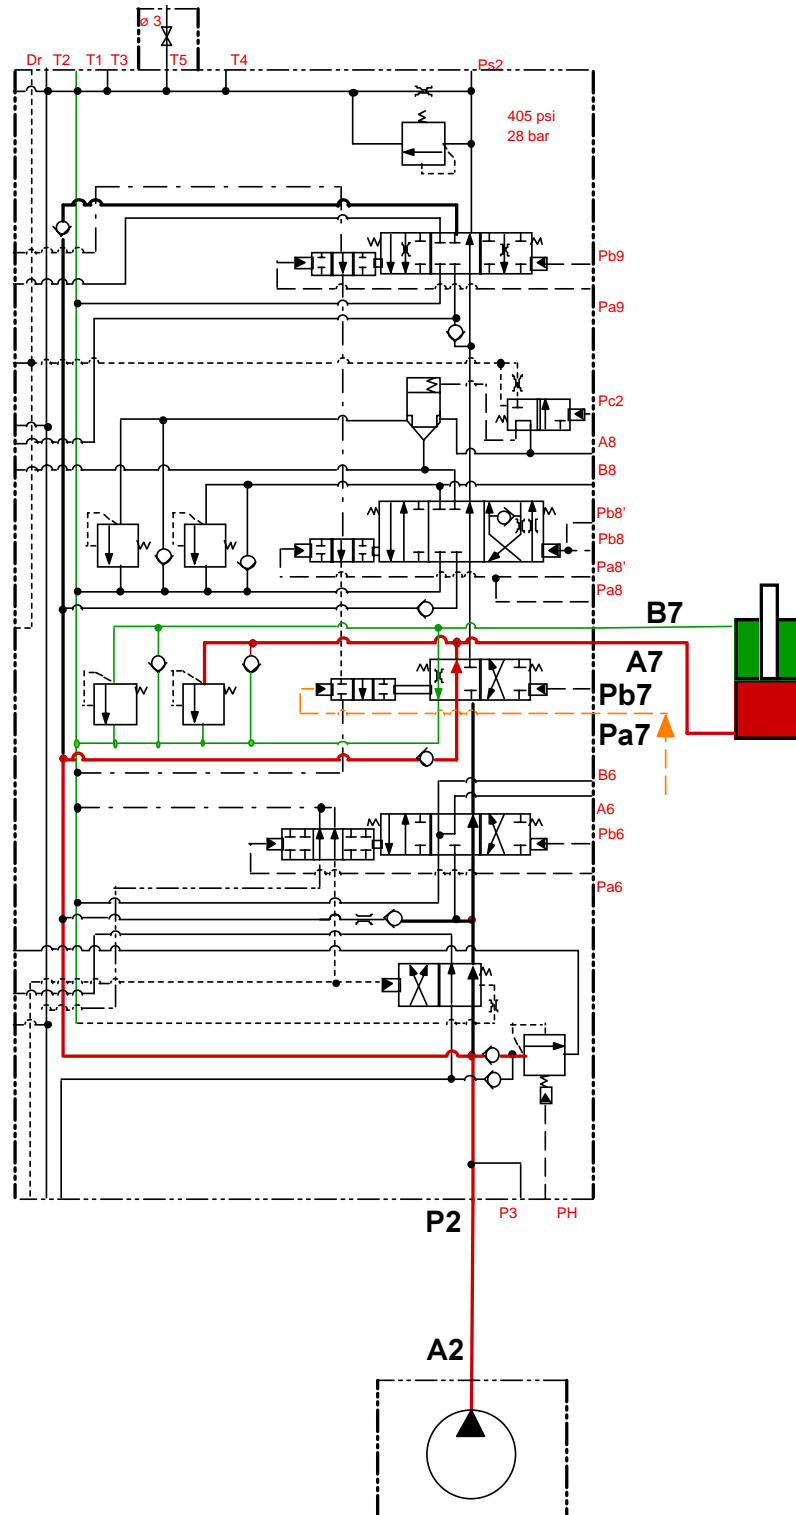 ø 3
Dr T2 T1 T3 T5 T4 Ps2
405 psi
28 bar
Pb9
Pa9
Pc2
A8
B8
Pb8'
Pb8
Pa8'
Pa8
B7
A7
Pb7
Pa7
B6
A6
Pb6
Pa6
P2 P3 PH
A2